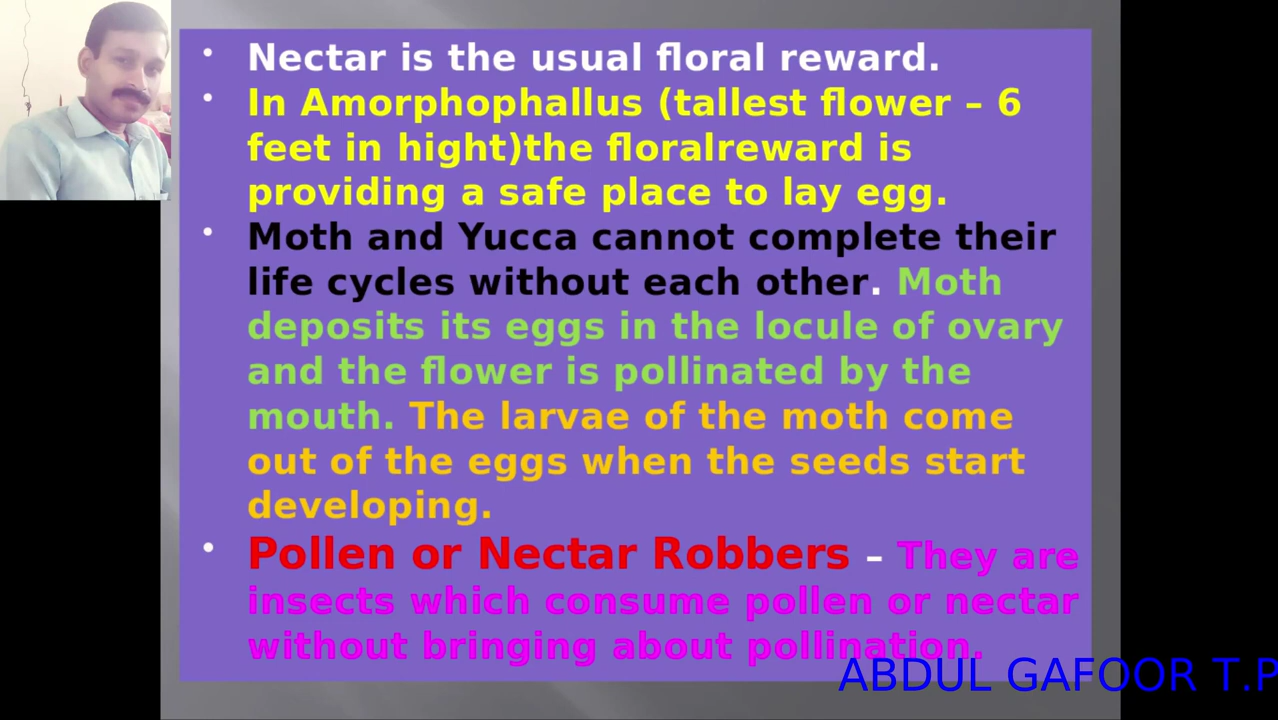 • Nectar is the usual floral reward.
• In Amorphophallus (tallest flower – 6
feet in hight)the floralreward is
providing a safe place to lay egg.
• Moth and Yucca cannot complete their
life cycles without each other. Moth
deposits its eggs in the locule of ovary
and the flower is pollinated by the
mouth. The larvae of the moth come
out of the eggs when the seeds start
developing.
• Pollen or Nectar Robbers – They are
insects which consume pollen or nectar
without bringing about pollination.
ABDUL GAFOOR T.P